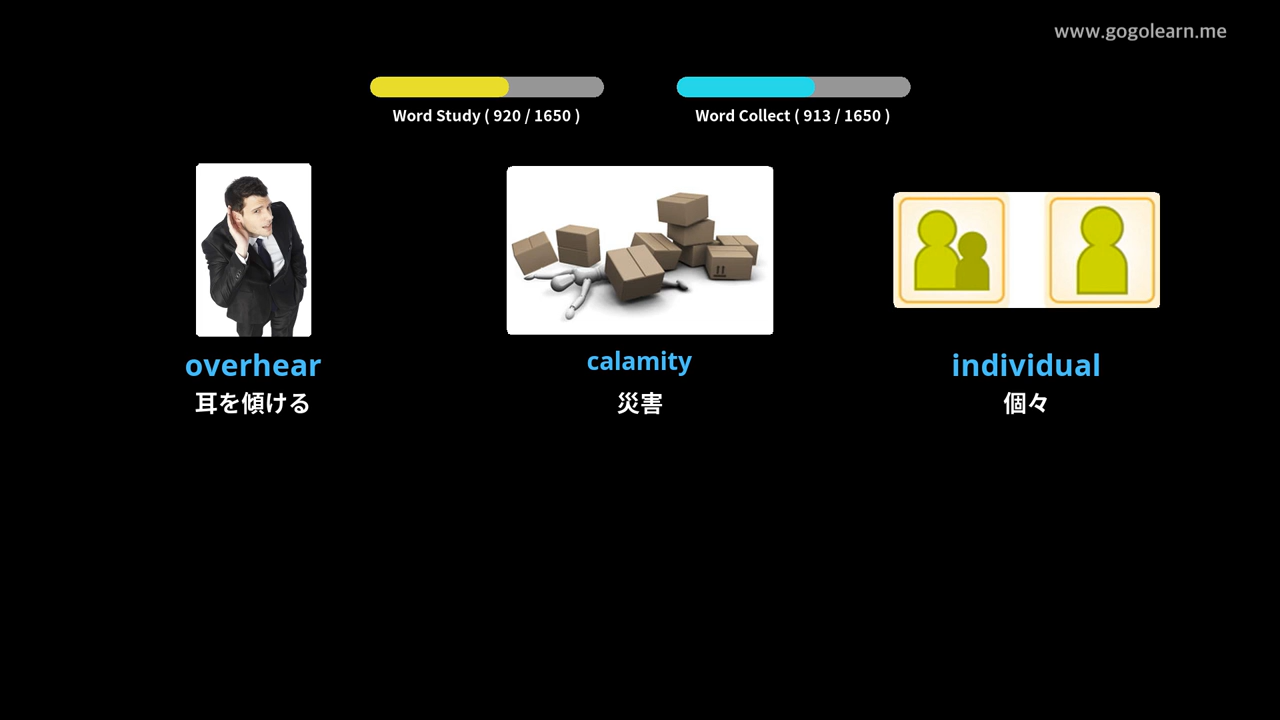 www.gogolearn.me
Word Study ( 920 / 1650 )
Word Collect ( 913 / 1650 )
overhear
耳を傾ける
calamity
災害
individual
個々